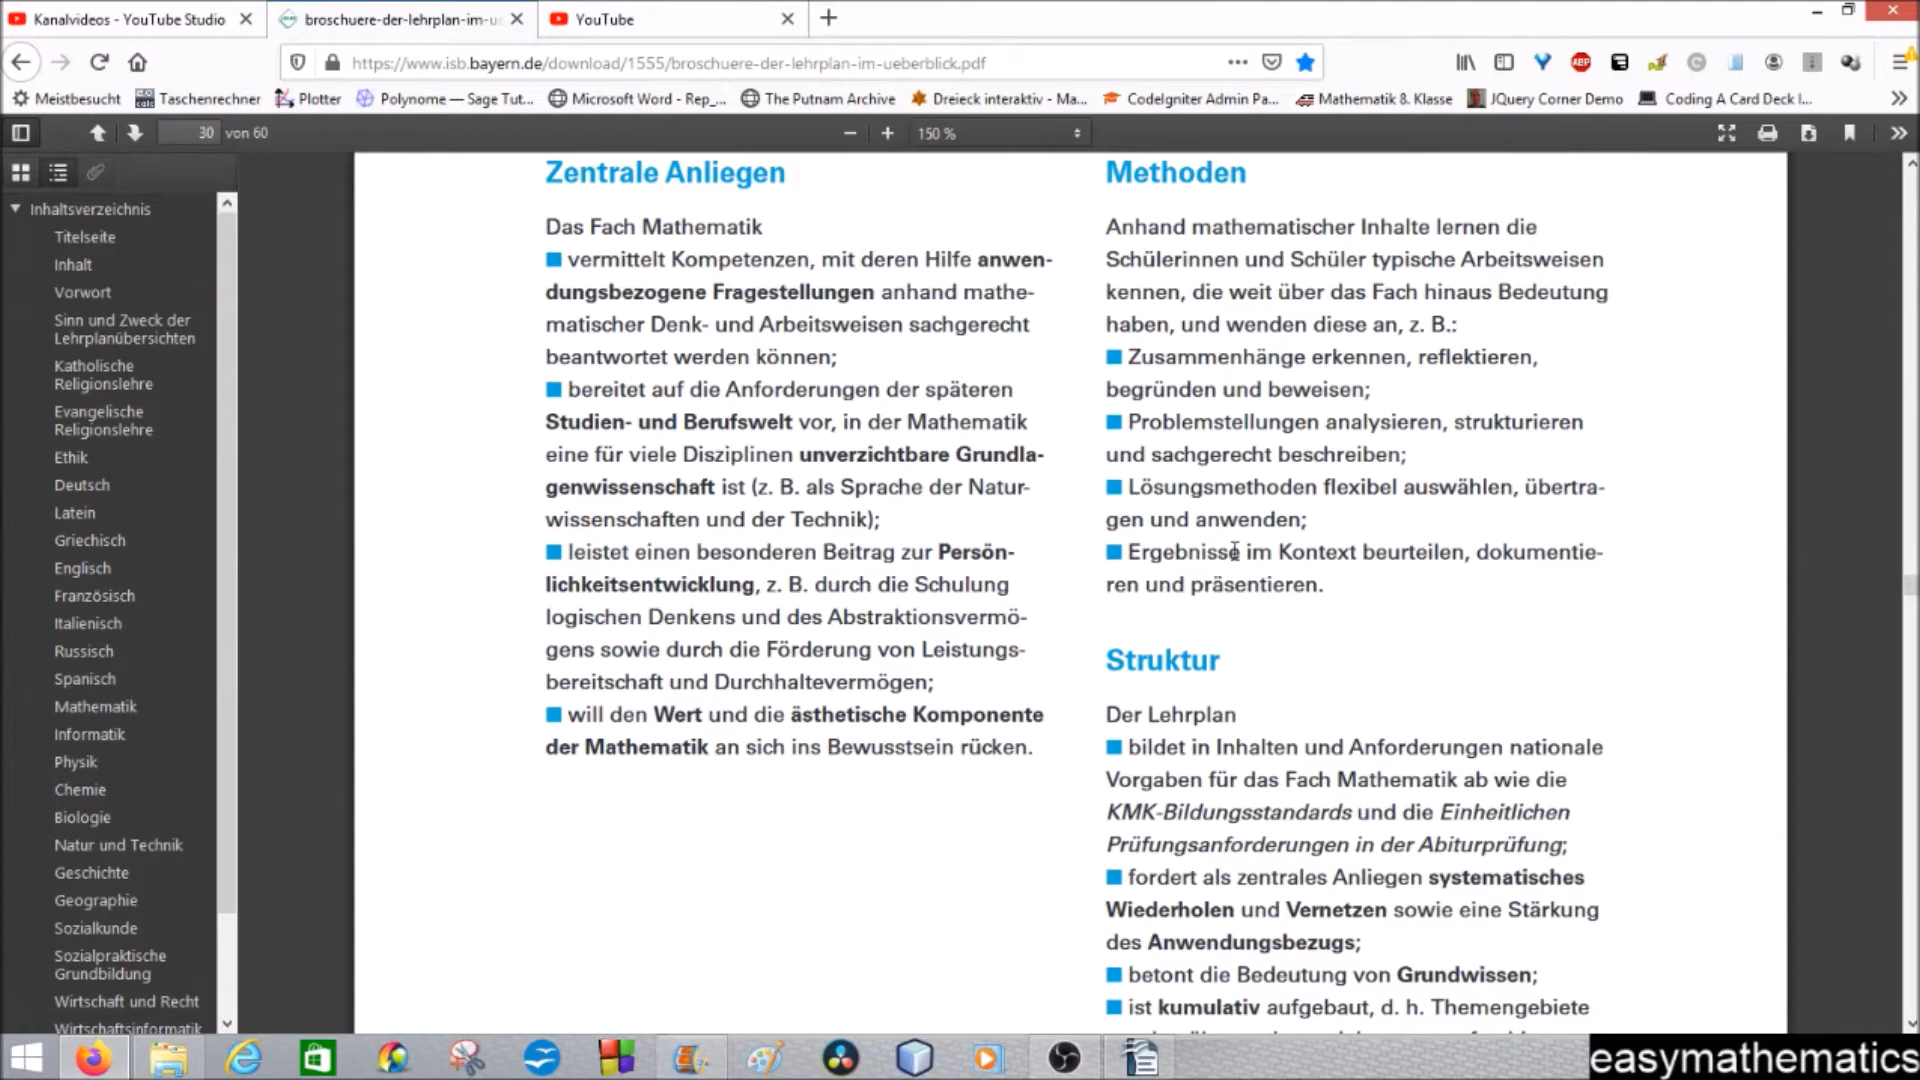 Kanalvideos - YouTube Studio
broschuere-der-lehrplan-im-ue
YouTube
https://www.isb.bayern.de/download/1555/broschuere-der-lehrplan-im-ueberblick.pdf
ABP
Meistbesucht
Taschenrechner
Plotter
Polynome — Sage Tut...
Microsoft Word - Rep_...
The Putnam Archive
Dreieck interaktiv - Ma...
CodeIgniter Admin Pa...
Mathematik 8. Klasse
JQuery Corner Demo
Coding A Card Deck I...
30 von 60
150 %
Inhaltsverzeichnis
Titelseite
Inhalt
Vorwort
Sinn und Zweck der
Lehrplanübersichten
Katholische
Religionslehre
Evangelische
Religionslehre
Ethik
Deutsch
Latein
Griechisch
Englisch
Französisch
Italienisch
Russisch
Spanisch
Mathematik
Informatik
Physik
Chemie
Biologie
Natur und Technik
Geschichte
Geographie
Sozialkunde
Sozialpraktische
Grundbildung
Wirtschaft und Recht
Wirtschaftsinformatik
Zentrale Anliegen
Das Fach Mathematik
■ vermittelt Kompetenzen, mit deren Hilfe anwen-
dungsbezogene Fragestellungen anhand mathe-
matischer Denk- und Arbeitsweisen sachgerecht
beantwortet werden können;
■ bereitet auf die Anforderungen der späteren
Studien- und Berufswelt vor, in der Mathematik
eine für viele Disziplinen unverzichtbare Grundla-
genwissenschaft ist (z. B. als Sprache der Natur-
wissenschaften und der Technik);
■ leistet einen besonderen Beitrag zur Persön-
lichkeitsentwicklung, z. B. durch die Schulung
logischen Denkens und des Abstraktionsvermö-
gens sowie durch die Förderung von Leistungs-
bereitschaft und Durchhaltevermögen;
■ will den Wert und die ästhetische Komponente
der Mathematik an sich ins Bewusstsein rücken.
Methoden
Anhand mathematischer Inhalte lernen die
Schülerinnen und Schüler typische Arbeitsweisen
kennen, die weit über das Fach hinaus Bedeutung
haben, und wenden diese an, z. B.:
■ Zusammenhänge erkennen, reflektieren,
begründen und beweisen;
■ Problemstellungen analysieren, strukturieren
und sachgerecht beschreiben;
■ Lösungsmethoden flexibel auswählen, übertra-
gen und anwenden;
■ Ergebnisse im Kontext beurteilen, dokumentie-
ren und präsentieren.
Struktur
Der Lehrplan
■ bildet in Inhalten und Anforderungen nationale
Vorgaben für das Fach Mathematik ab wie die
KMK-Bildungsstandards und die Einheitlichen
Prüfungsanforderungen in der Abiturprüfung;
■ fordert als zentrales Anliegen systematisches
Wiederholen und Vernetzen sowie eine Stärkung
des Anwendungsbezugs;
■ betont die Bedeutung von Grundwissen;
■ ist kumulativ aufgebaut, d. h. Themengebiete
easymathematics